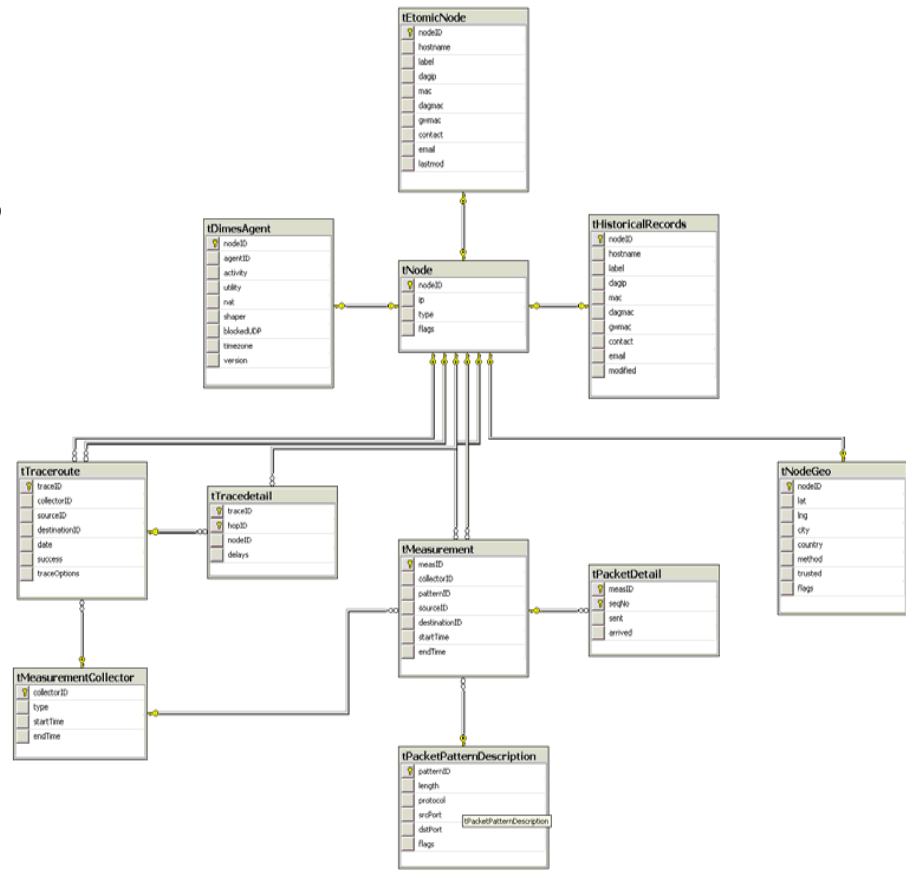 tEtomicNode
nodeID
hostname
label
dagip
mac
dagmac
gwmac
contact
email
lastmod
tDimesAgent
nodeID
agentID
activity
utility
nat
shaper
blockedUDP
timezone
version
tNode
nodeID
ip
type
flags
tHistoricalRecords
nodeID
hostname
label
dagip
mac
dagmac
gwmac
contact
email
modified
tTraceroute
traceID
collectorID
sourceID
destinationID
date
success
traceOptions
tTracedetail
traceID
hopID
nodeID
delays
tMeasurement
measID
collectorID
patternID
sourceID
destinationID
startTime
endTime
tPacketDetail
measID
seqNo
sent
arrived
tNodeGeo
nodeID
lat
lng
city
country
method
trusted
flags
tMeasurementCollector
collectorID
type
startTime
endTime
tPacketPatternDescription
patternID
length
protocol
srcPort
dstPort
flags
tPacketPatternDescription